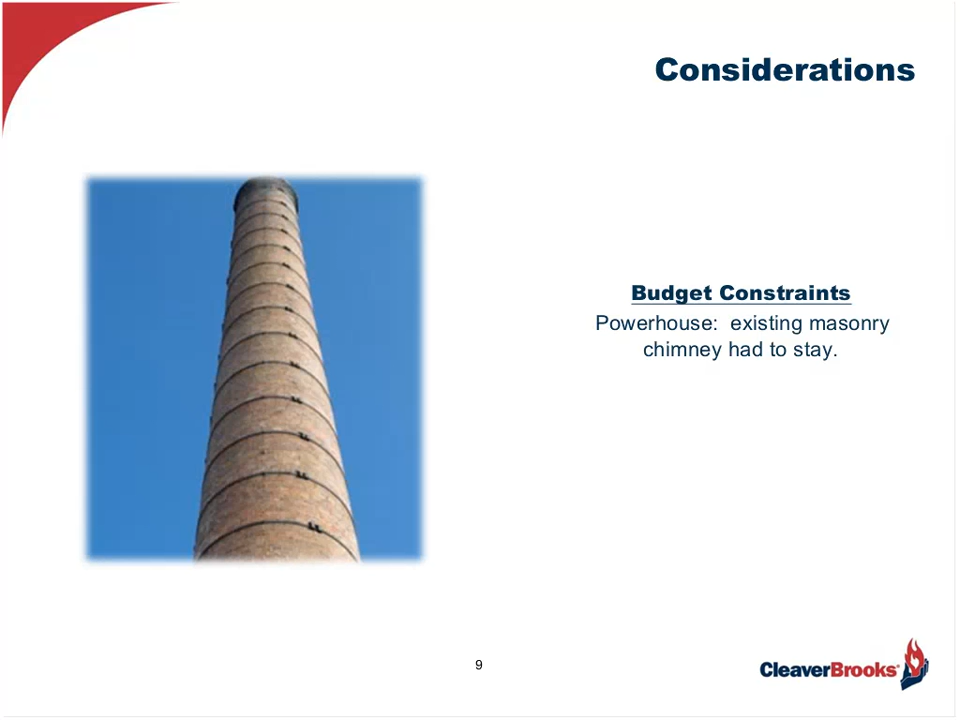 Considerations
Budget Constraints
Powerhouse:  existing masonry
chimney had to stay.
9
CleaverBrooks